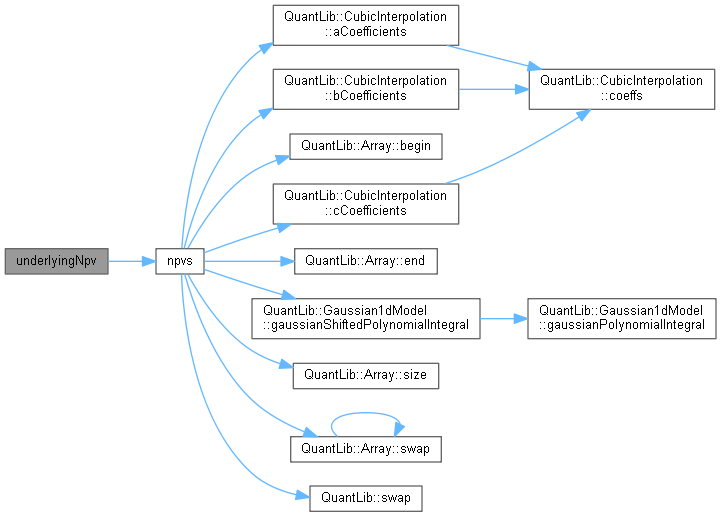 QuantLib::CubicInterpolation
::aCoefficients
QuantLib::CubicInterpolation
::bCoefficients
QuantLib::CubicInterpolation
::coeffs
QuantLib::Array::begin
QuantLib::CubicInterpolation
::cCoefficients
underlyingNpv
npvs
QuantLib::Array::end
QuantLib::Gaussian1dModel
::gaussianShiftedPolynomialIntegral
QuantLib::Gaussian1dModel
::gaussianPolynomialIntegral
QuantLib::Array::size
QuantLib::Array::swap
QuantLib::swap